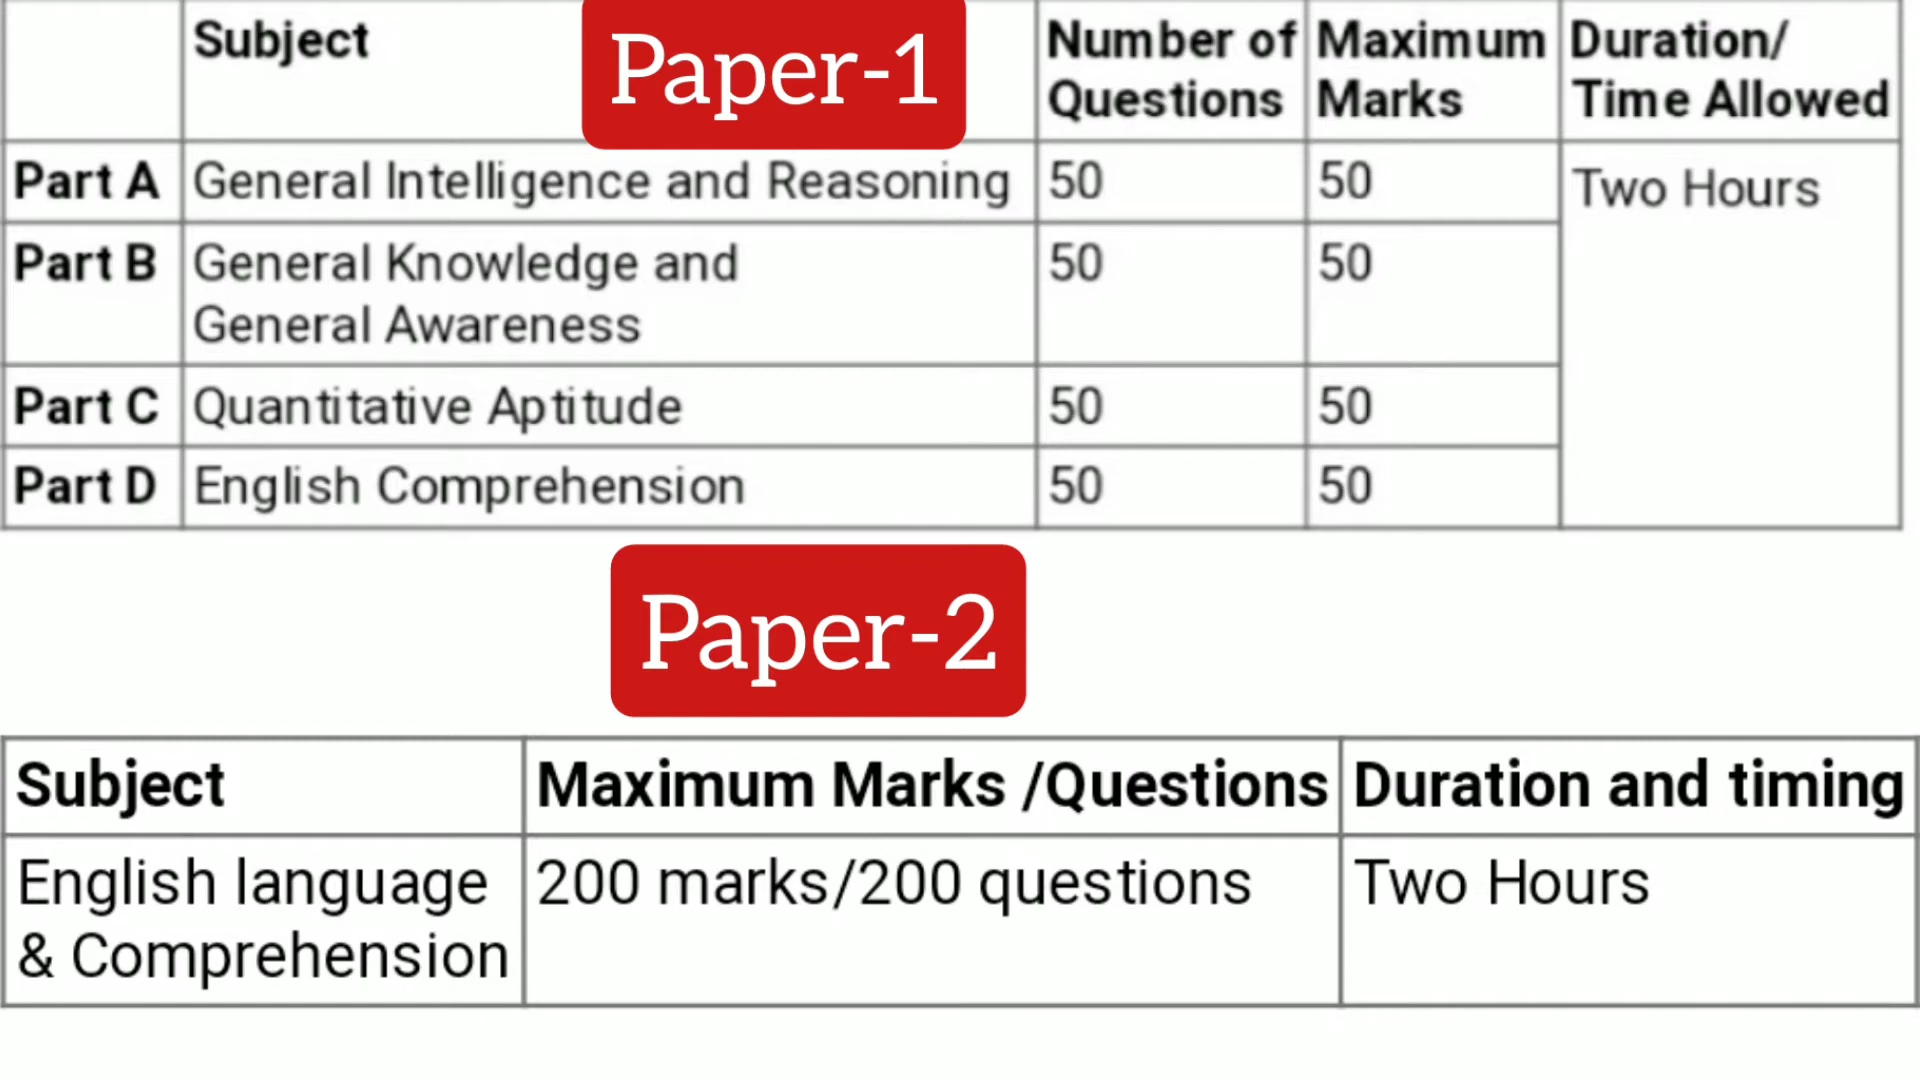 Paper-1
Subject Number of Questions Maximum Marks Duration/ Time Allowed
Part A General Intelligence and Reasoning 50 50 Two Hours
Part B General Knowledge and General Awareness 50 50
Part C Quantitative Aptitude 50 50
Part D English Comprehension 50 50
Paper-2
Subject Maximum Marks /Questions Duration and timing
English language & Comprehension 200 marks/200 questions Two Hours